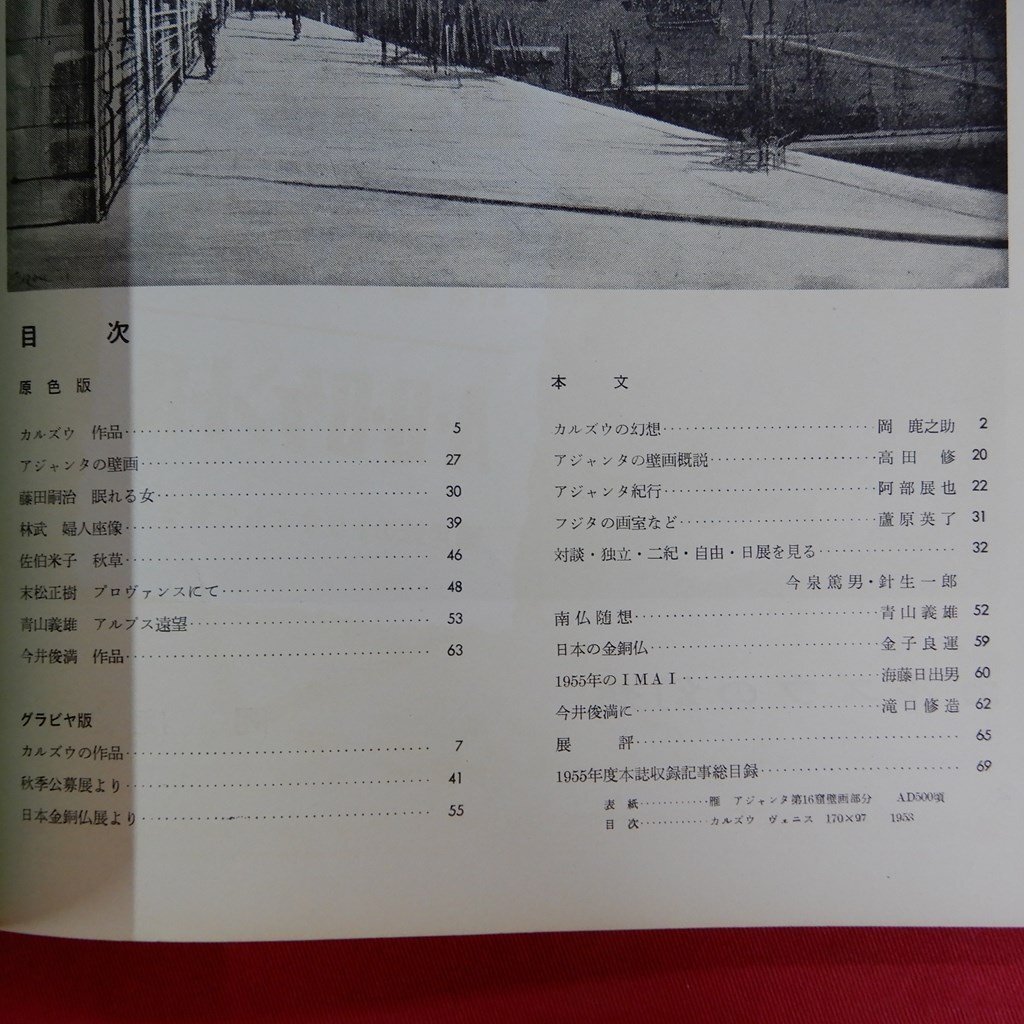 目次
原色版
カルズウ 作品 5
アジャンタの壁画 27
藤田嗣治 眠れる女 30
林武 婦人座像 39
佐伯米子 秋草 46
末松正樹 プロヴァンスにて 48
青山義雄 アルプス遠望 53
今井俊満 作品 63
グラビヤ版
カルズウの作品 7
秋季公募展より 41
日本金銅仏展より 55
本文
カルズウの幻想 岡鹿之助 2
アジャンタの壁画概説 高田修 20
アジャンタ紀行 阿部展也 22
フジタの画室など 蘆原英了 31
対談・独立・二紀・自由・日展を見る 32
今泉篤男・針生一郎
南仏随想 青山義雄 52
日本の金銅仏 金子良運 59
1955年のIMAI 海藤日出男 60
今井俊満に 滝口修造 62
展評 65
1955年度本誌収録記事総目録 69
表紙 雁 アジャンタ第16窟壁画部分 AD500頃
目次 カルズウ ヴェニス 170×97 1953